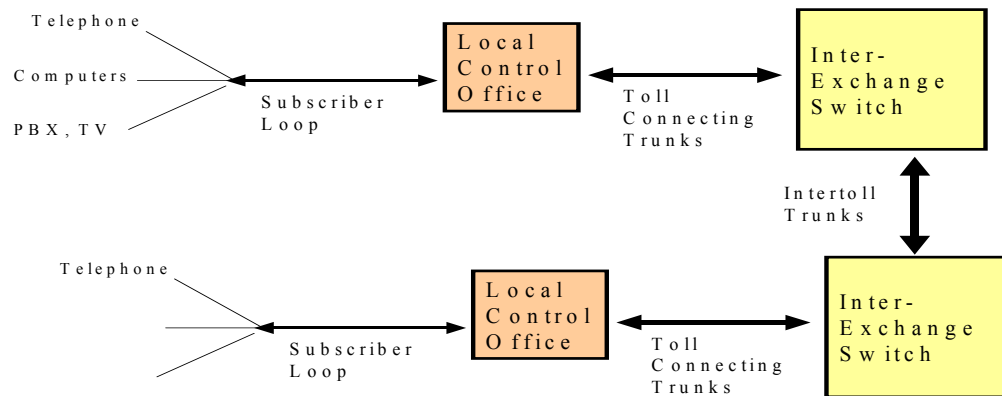 Telephone
Computers
PBX, TV
Subscriber
Loop
Local
Control
Office
Toll
Connecting
Trunks
Inter-
Exchange
Switch
Intertoll
Trunks
Telephone
Subscriber
Loop
Local
Control
Office
Toll
Connecting
Trunks
Inter-
Exchange
Switch